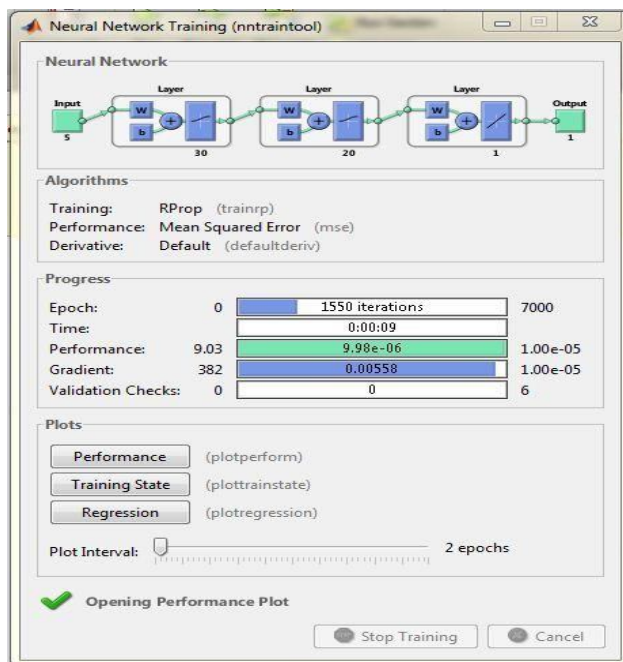 Neural Network Training (nntraintool)
Neural Network
Layer Layer Layer
Input Output
W W W
b b b
5 1
30 20 1
Algorithms
Training: RProp (trainrp)
Performance: Mean Squared Error (mse)
Derivative: Default (defaultderiv)
Progress
Epoch: 0 1550 iterations 7000
Time: 0:00:09
Performance: 9.03 9.98e-06 1.00e-05
Gradient: 382 0.00558 1.00e-05
Validation Checks: 0 0 6
Plots
Performance (plotperform)
Training State (plottrainstate)
Regression (plotregression)
Plot Interval: 2 epochs
Opening Performance Plot
Stop Training Cancel